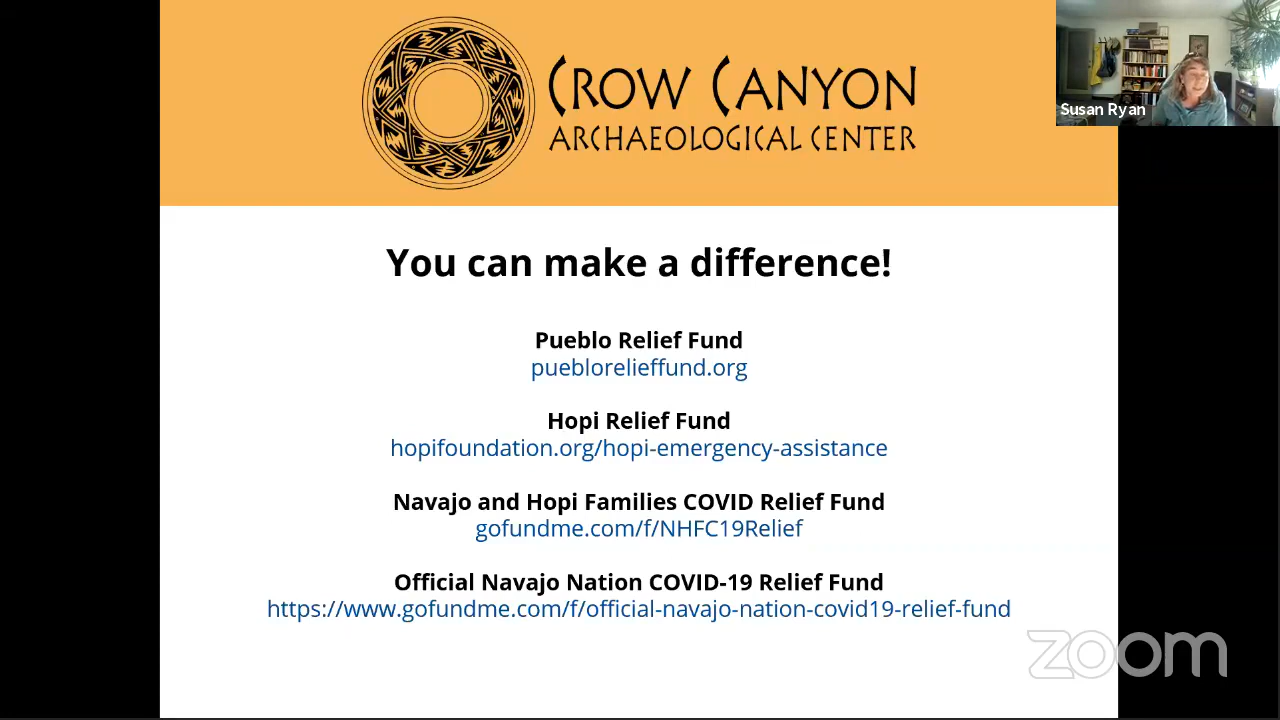 CROW CANYON
ARCHAEOLOGICAL CENTER
Susan Ryan
You can make a difference!
Pueblo Relief Fund
pueblorelieffund.org
Hopi Relief Fund
hopifoundation.org/hopi-emergency-assistance
Navajo and Hopi Families COVID Relief Fund
gofundme.com/f/NHFC19Relief
Official Navajo Nation COVID-19 Relief Fund
https://www.gofundme.com/f/official-navajo-nation-covid19-relief-fund
zoom